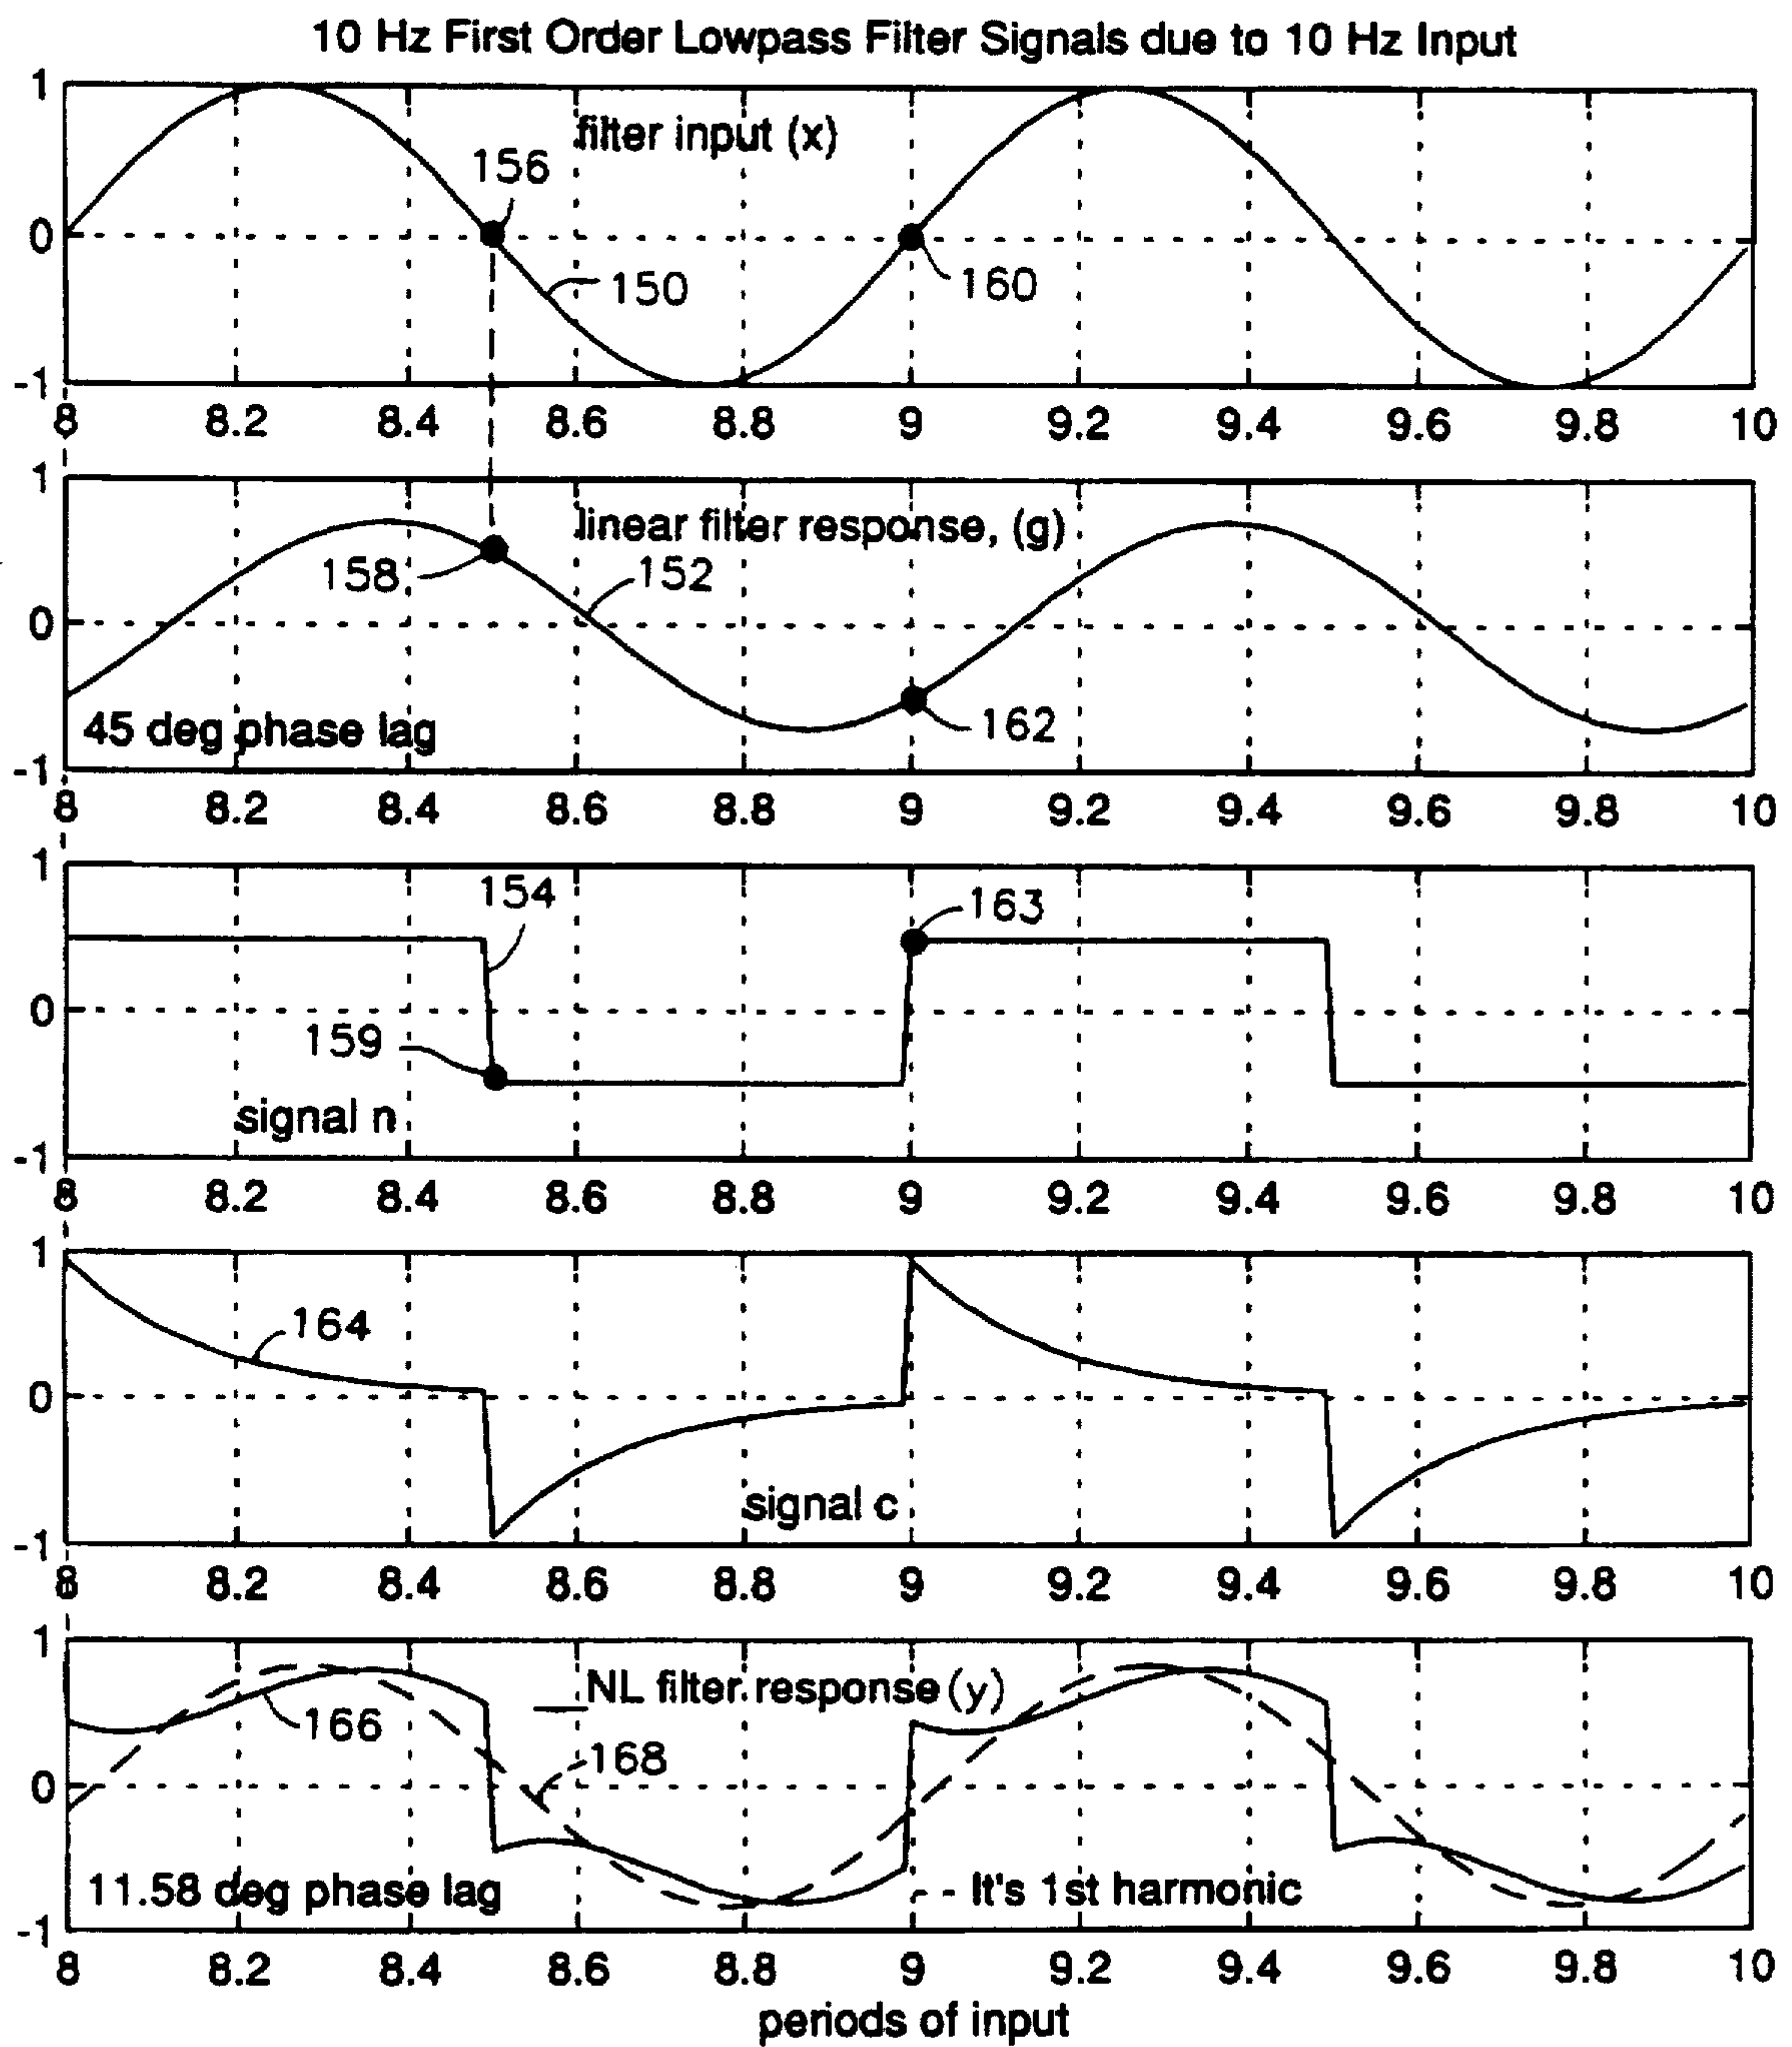 10 Hz First Order Lowpass Filter Signals due to 10 Hz Input
1
filter input (x)
156
0
150
160
-1
8 8.2 8.4 8.6 8.8 9 9.2 9.4 9.6 9.8 10
1
linear filter response, (g)
158
152
0
162
45 deg phase lag
-1
8 8.2 8.4 8.6 8.8 9 9.2 9.4 9.6 9.8 10
1
154
163
0
159
signal n
-1
8 8.2 8.4 8.6 8.8 9 9.2 9.4 9.6 9.8 10
1
164
0
signal c
-1
8 8.2 8.4 8.6 8.8 9 9.2 9.4 9.6 9.8 10
1
NL filter response (y)
166
168
0
11.58 deg phase lag
It's 1st harmonic
-1
8 8.2 8.4 8.6 8.8 9 9.2 9.4 9.6 9.8 10
periods of input